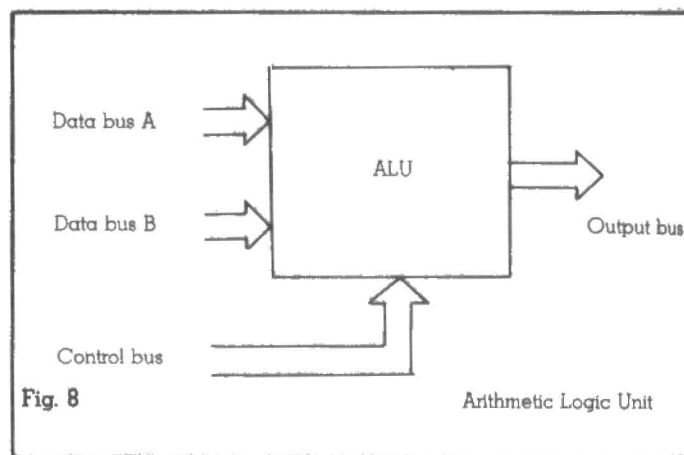 Data bus A
ALU
Data bus B
Output bus
Control bus
Fig. 8
Arithmetic Logic Unit